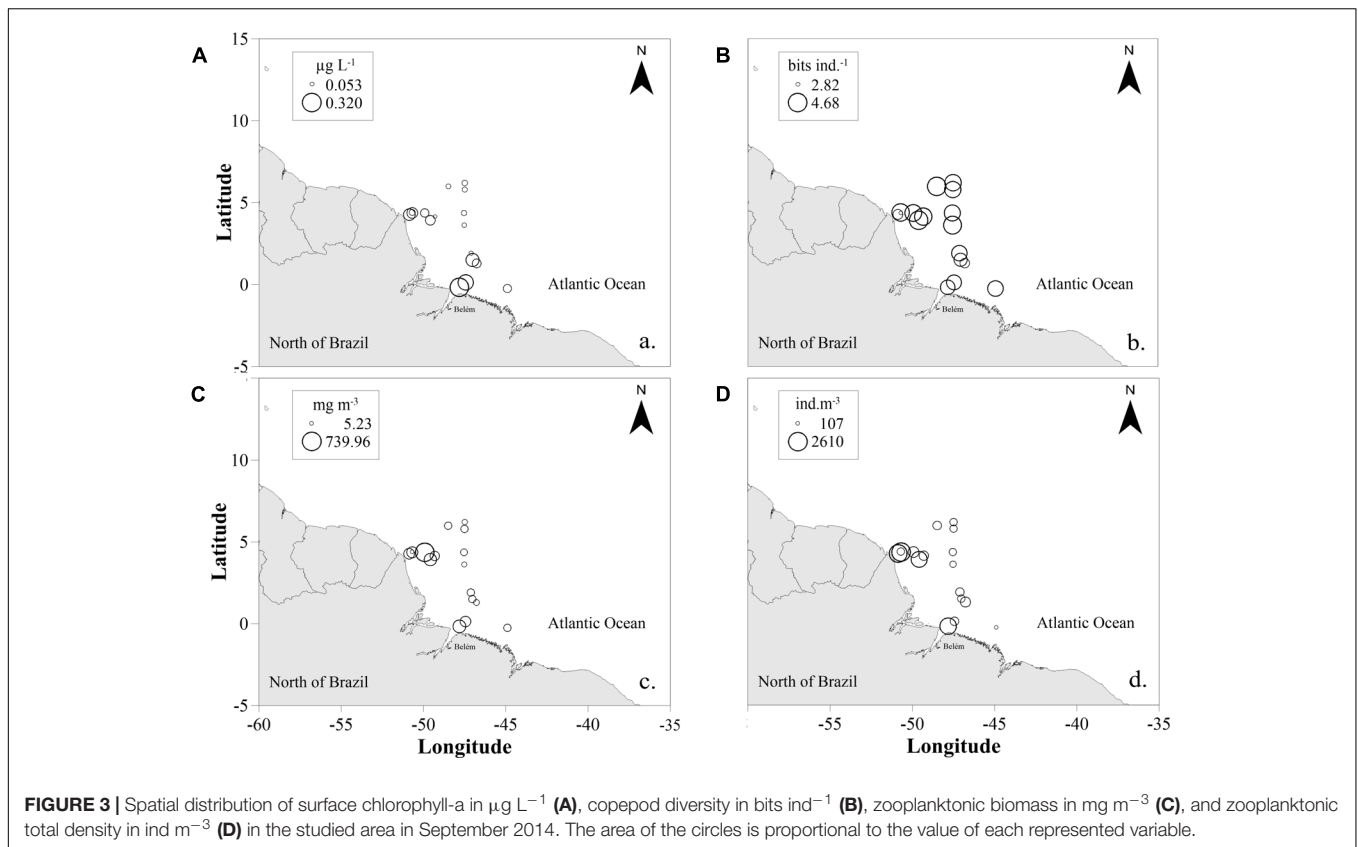 A
B
15
10
5
0
-5
Latitude
µg L-1
0.053
0.320
N
Atlantic Ocean
Belém
North of Brazil
a.
bits ind.-1
2.82
4.68
N
Atlantic Ocean
Belém
North of Brazil
b.
C
D
10
5
0
-5
Latitude
mg m-3
5.23
739.96
N
Atlantic Ocean
Belém
North of Brazil
c.
-60 -55 -50 -45 -40 -35
Longitude
ind.m-3
107
2610
N
Atlantic Ocean
Belém
North of Brazil
d.
-50 -45 -40 -35
Longitude
FIGURE 3 | Spatial distribution of surface chlorophyll-a in μg L−1 (A), copepod diversity in bits ind−1 (B), zooplanktonic biomass in mg m−3 (C), and zooplanktonic
total density in ind m−3 (D) in the studied area in September 2014. The area of the circles is proportional to the value of each represented variable.